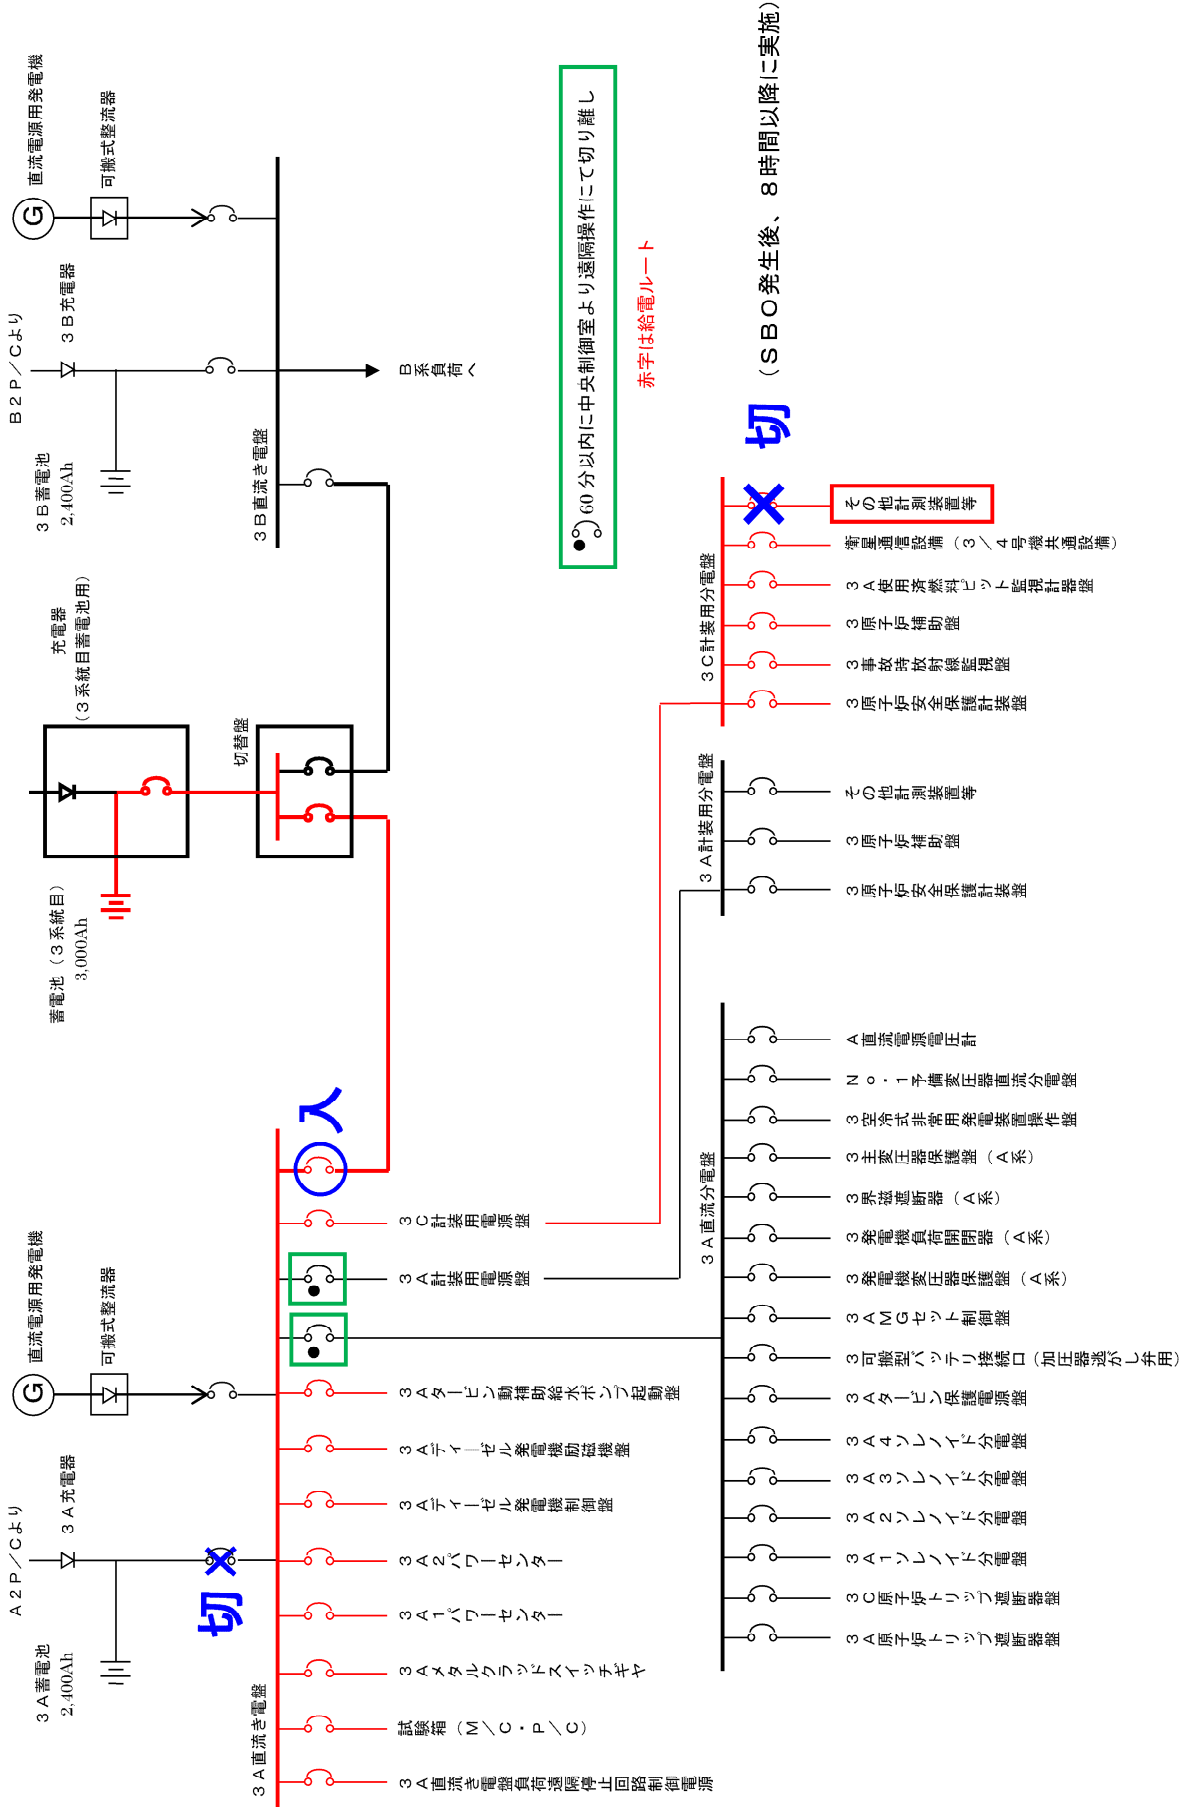 A２P／Cより
3A蓄電池
2,400Ah
３A充電器
直流電源用発電機
G
可搬式整流器
切
3A直流き電盤
入
蓄電池（３系統目）
3,000Ah
充電器
（３系統目蓄電池用）
切替盤
B２P／Cより
３B蓄電池
2,400Ah
３B充電器
直流電源用発電機
G
可搬式整流器
３B直流き電盤
B系負荷へ
３A直流き電盤負荷遠隔停止回路制御電源
試験箱（M／C・P／C）
３Aメタルクラッドスイッチギヤ
３A１パワーセンター
３A２パワーセンター
３Aディーゼル発電機制御盤
３Aディーゼル発電機励磁機盤
３Aタービン動補助給水ポンプ起動盤
３A計装用電源盤
３C計装用電源盤
60 分以内に中央制御室より遠隔操作にて切り離し
赤字は給電ルート
３A直流分電盤
３A原子炉トリップ遮断器盤
３C原子炉トリップ遮断器盤
３A１ソレノイド分電盤
３A２ソレノイド分電盤
３A３ソレノイド分電盤
３A４ソレノイド分電盤
３Aタービン保護電源盤
３可搬型バッテリ接続口（加圧器逃がし弁用）
３AMGセット制御盤
３発電機変圧器保護盤（A系）
３発電機負荷開閉器（A系）
３界磁遮断器（A系）
３主変圧器保護盤（A系）
３空冷式非常用発電装置操作盤
No．１予備変圧器直流分電盤
A直流電源電圧計
３A計装用分電盤
３原子炉安全保護計装盤
３原子炉補助盤
その他計測装置等
３C計装用分電盤
３原子炉安全保護計装盤
３事故時放射線監視盤
３原子炉補助盤
３A使用済燃料ピット監視計器盤
衛星通信設備（３／４号機共通設備）
その他計測装置等
切
（SBO発生後、８時間以降に実施）